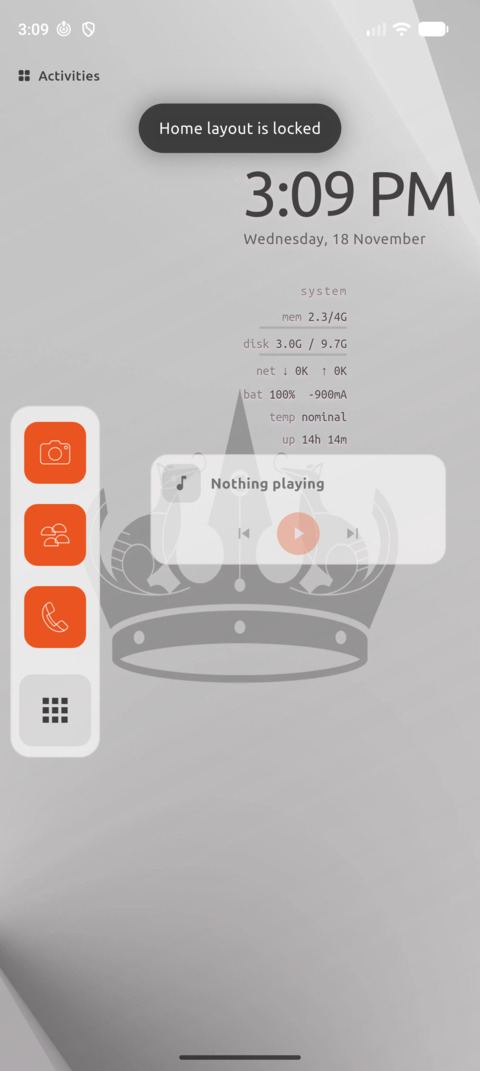 3:09
Activities
Home layout is locked
3:09 PM
Wednesday, 18 November
system
mem 2.3/4G
disk 3.0G / 9.7G
net ↓ 0K ↑ 0K
bat 100% -900mA
temp nominal
up 14h 14m
Nothing playing